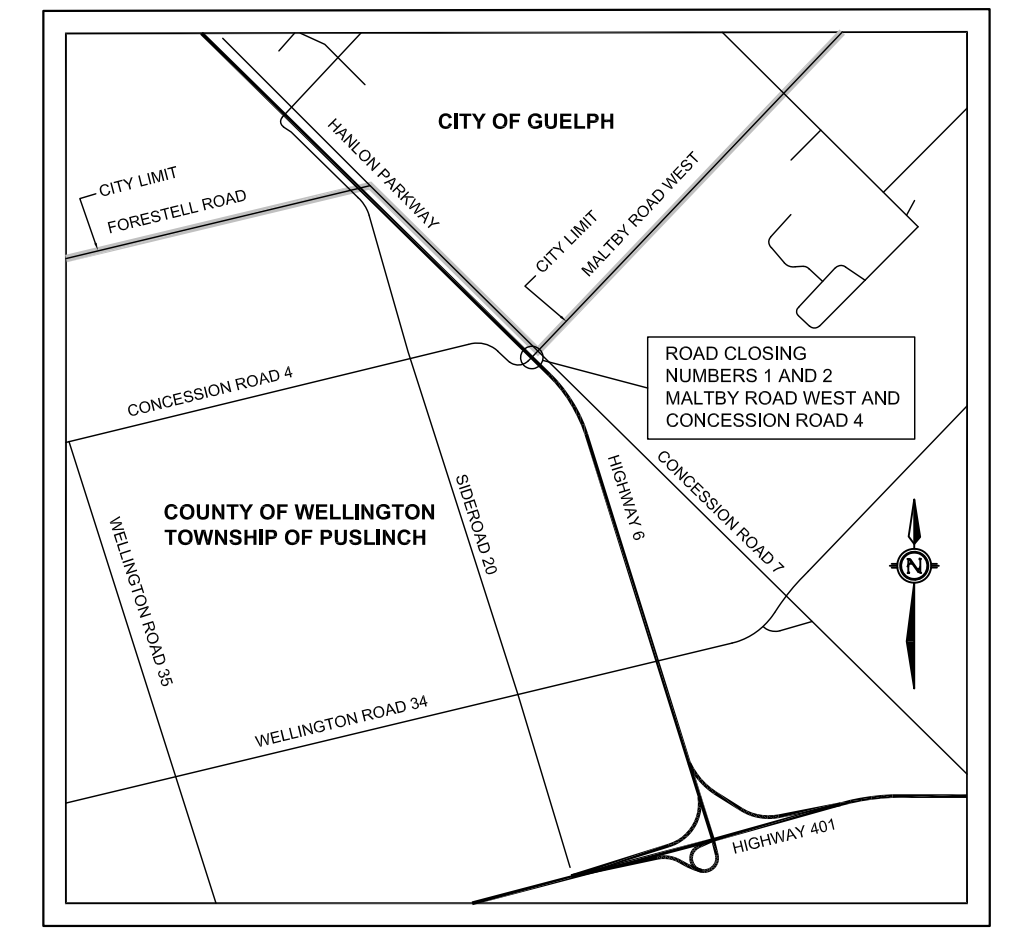 CITY OF GUELPH
HANLON PARKWAY
CITY LIMIT
FORESTELL ROAD
MALTBY ROAD WEST
CITY LIMIT
ROAD CLOSING
NUMBERS 1 AND 2
MALTBY ROAD WEST AND
CONCESSION ROAD 4
CONCESSION ROAD 4
HIGHWAY 6
CONCESSION ROAD 7
SIDEROAD 20
COUNTY OF WELLINGTON
TOWNSHIP OF PUSLINCH
WELLINGTON ROAD 35
N
WELLINGTON ROAD 34
HIGHWAY 401